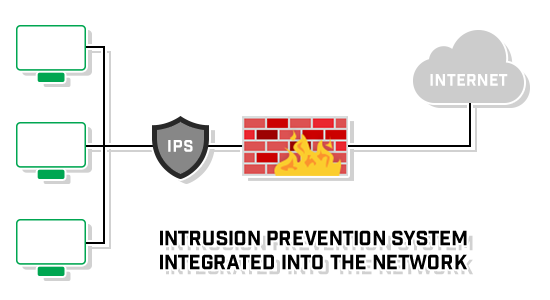 INTERNET
IPS
INTRUSION PREVENTION SYSTEM
INTEGRATED INTO THE NETWORK